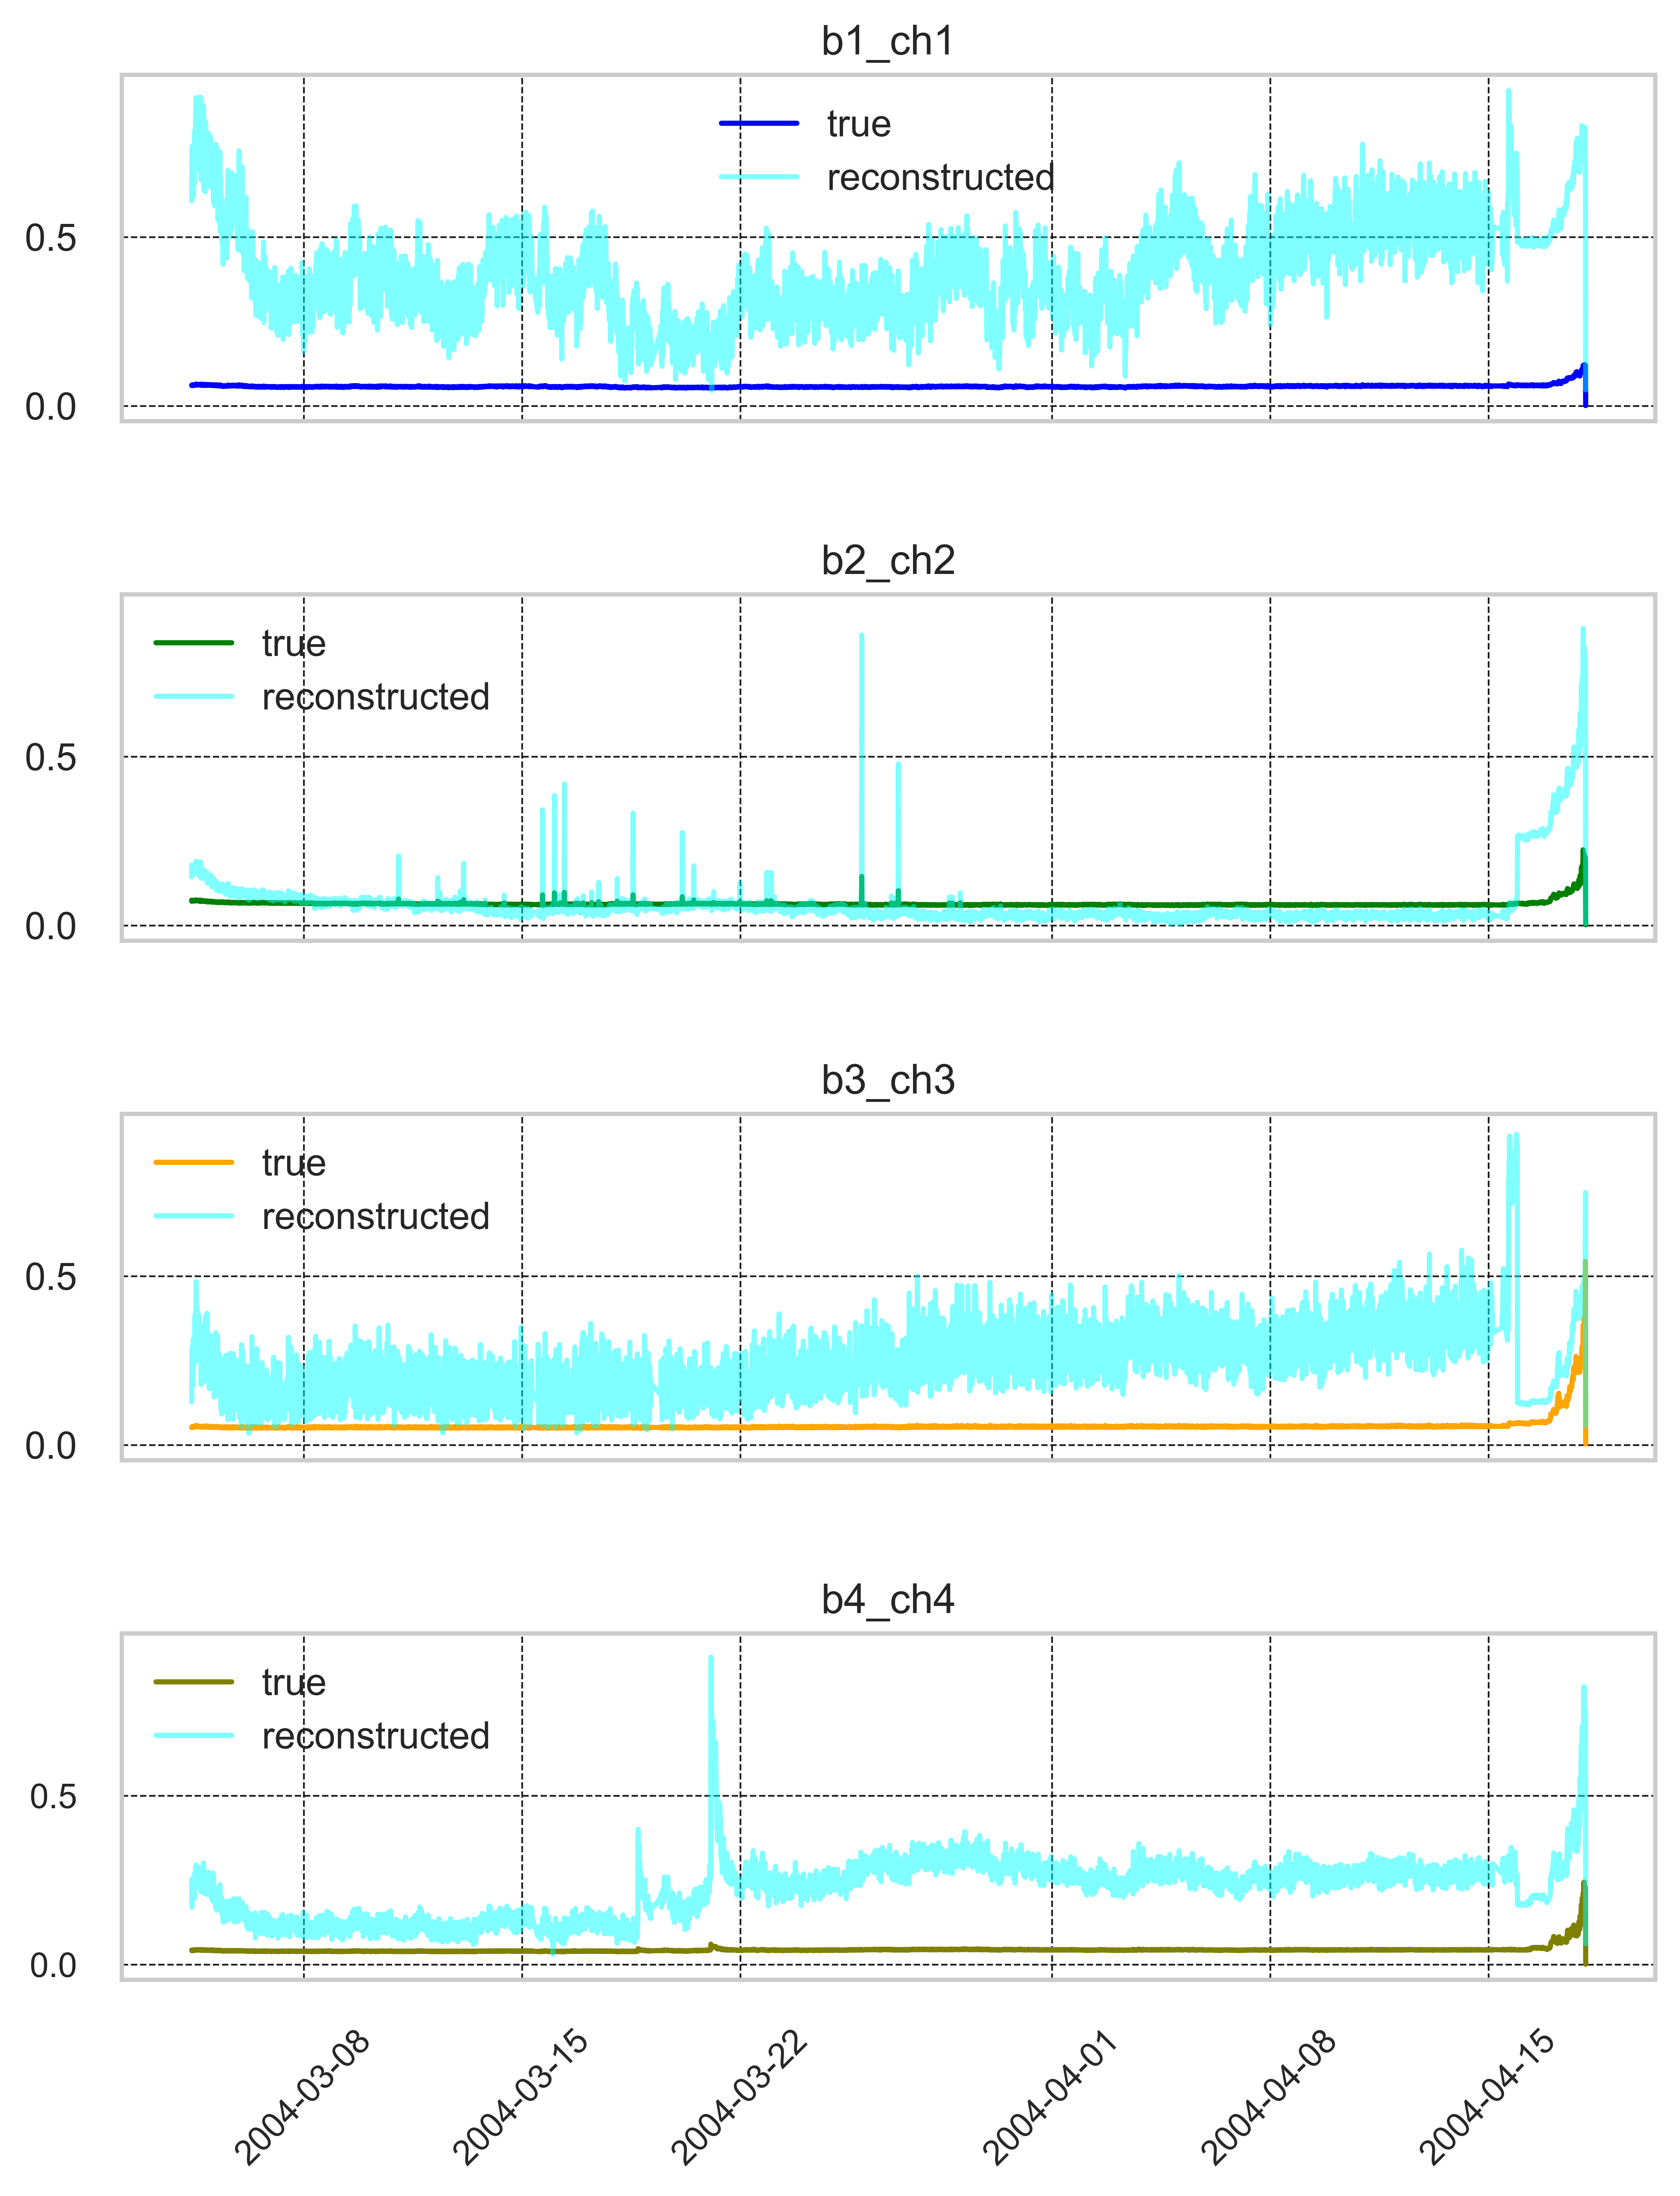 b1_ch1
true
reconstructed
0.5
0.0
b2_ch2
true
reconstructed
0.5
0.0
b3_ch3
true
reconstructed
0.5
0.0
b4_ch4
true
reconstructed
0.5
0.0
2004-03-08
2004-03-15
2004-03-22
2004-04-01
2004-04-08
2004-04-15